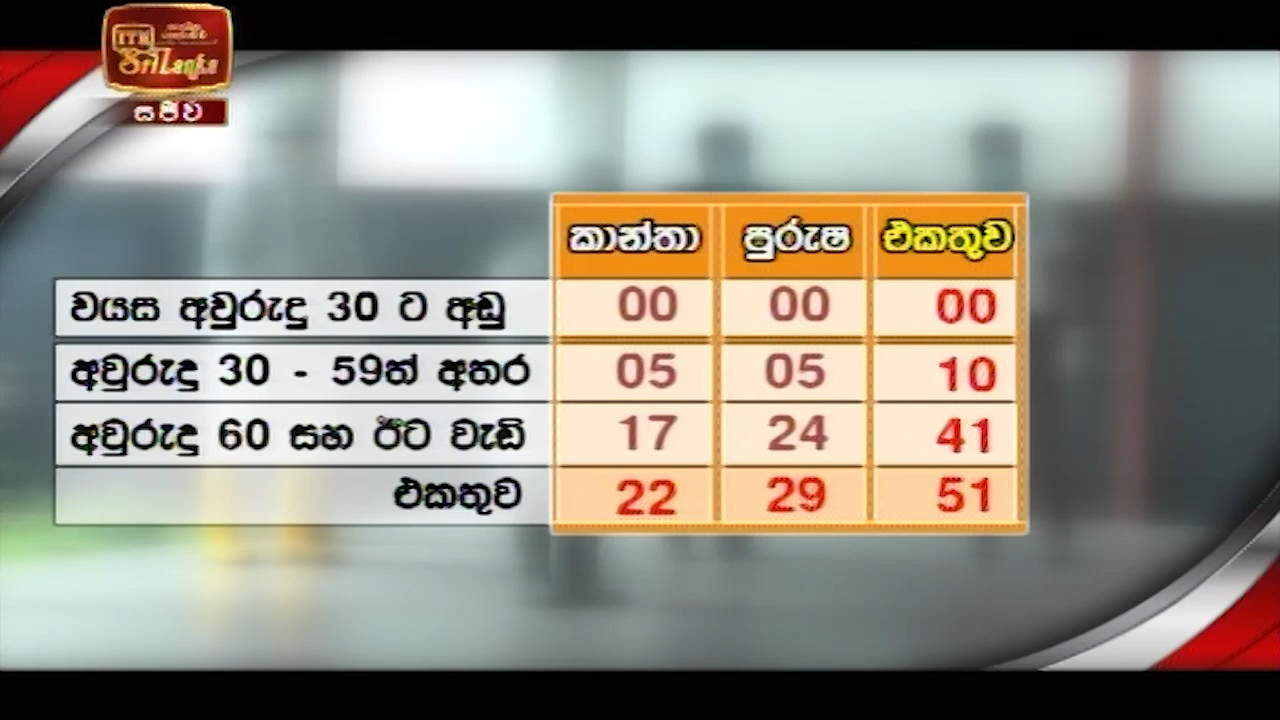 ITN
Sri Lanka
සජීව
කාන්තා පුරුෂ එකතුව
වයස අවුරුදු 30 ට අඩු 00 00 00
අවුරුදු 30 - 59ත් අතර 05 05 10
අවුරුදු 60 සහ ඊට වැඩි 17 24 41
එකතුව 22 29 51